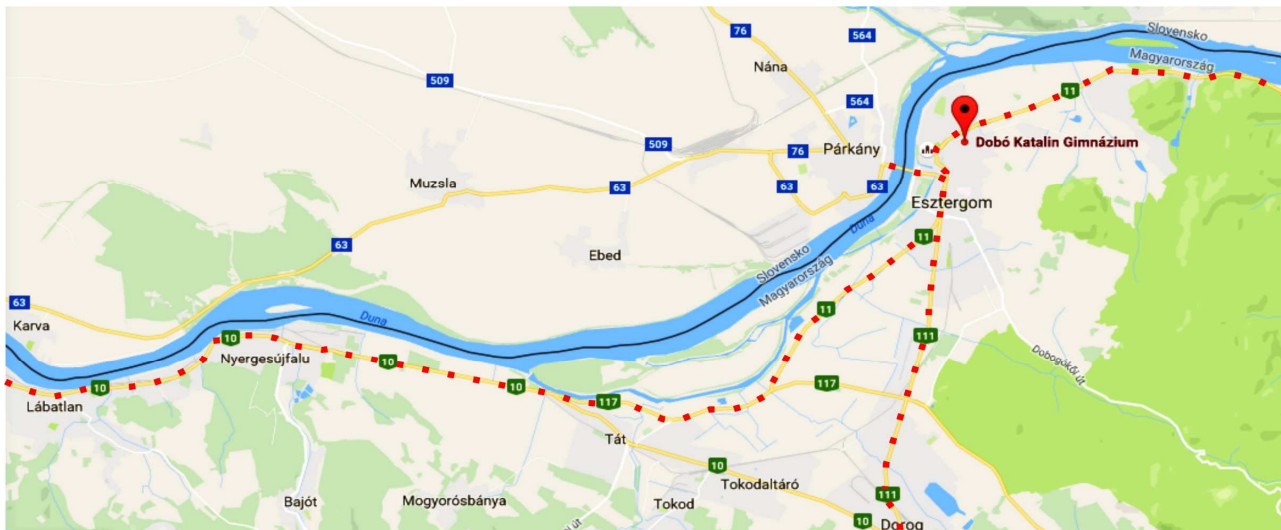 Slovensko
Magyarország
564
76
Nána
509
11
564
Dobó Katalin Gimnázium
509
76
Párkány
63
63
63
Muzsla
Esztergom
Duna
11
63
Ebed
Slovensko
Magyarország
63
Karva
Duna
11
10
111
Nyergesújfalu
10
Dobogókői út
10
10
117
117
Lábatlan
Tát
10
Tokodaltáró
Bajót
Mogyorósbánya
Tokod
111
10
Dorog